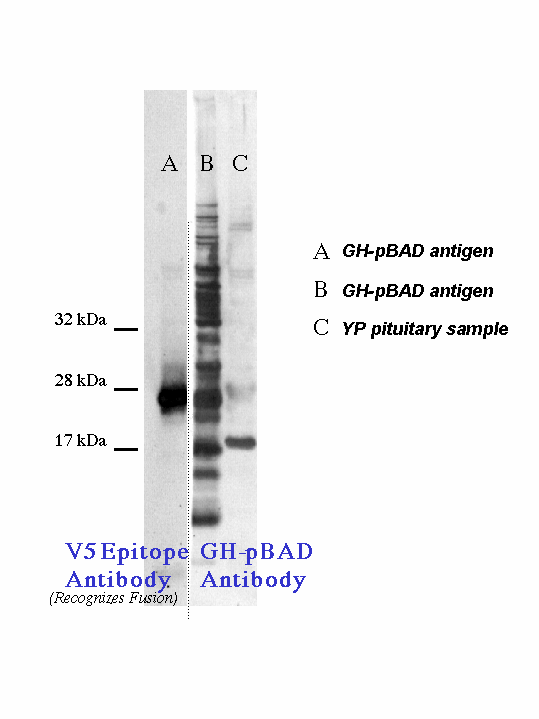 A B C
A GH-pBAD antigen
B GH-pBAD antigen
C YP pituitary sample
32 kDa
28 kDa
17 kDa
V5 Epitope
Antibody
(Recognizes Fusion)
GH-pBAD
Antibody